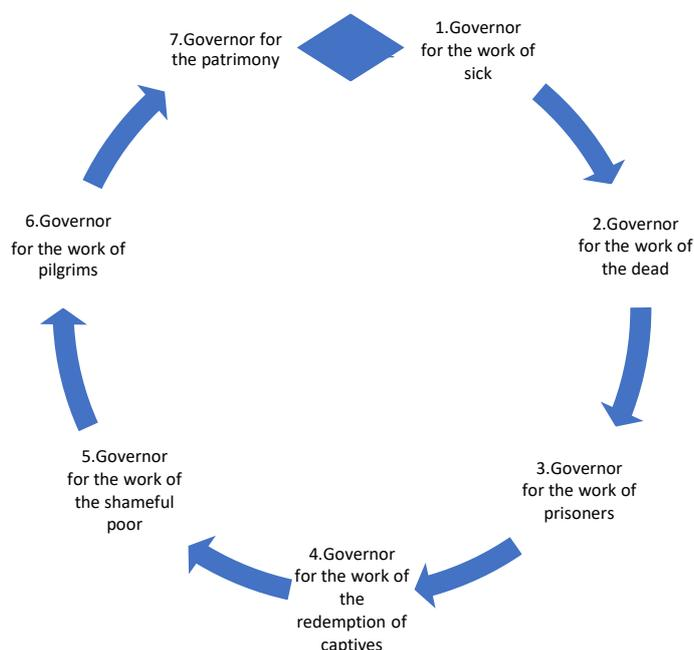 1.Governor
for the work of
sick
2.Governor
for the work of
the dead
3.Governor
for the work of
prisoners
4.Governor
for the work of
the
redemption of
captives
5.Governor
for the work of
the shameful
poor
6.Governor
for the work of
pilgrims
7.Governor for
the patrimony